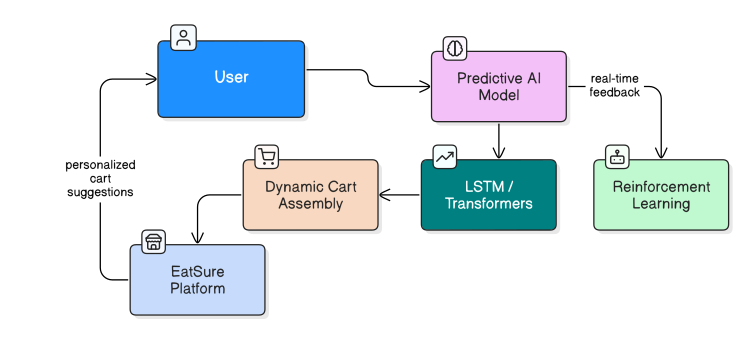 User
Predictive AI
Model
real-time
feedback
personalized
cart
suggestions
Dynamic Cart
Assembly
LSTM /
Transformers
Reinforcement
Learning
EatSure
Platform